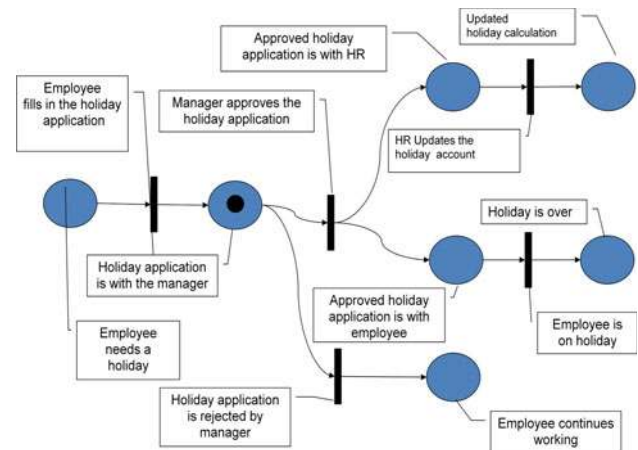 Approved holiday
application is with HR
Updated
holiday calculation
Employee
fills in the holiday
application
Manager approves the
holiday application
HR Updates the
holiday account
Holiday is over
Holiday application
is with the manager
Approved holiday
application is with
employee
Employee is
on holiday
Employee
needs a
holiday
Holiday application
is rejected by
manager
Employee continues
working